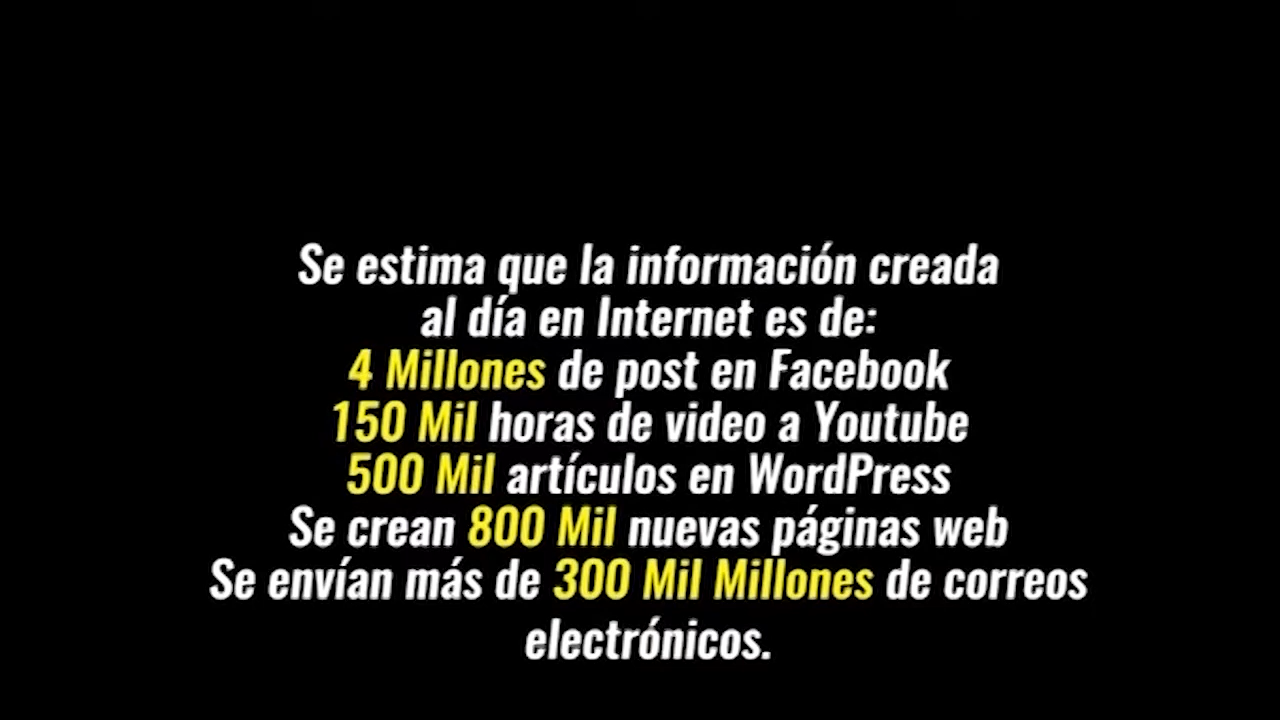 Se estima que la información creada
al día en Internet es de:
4 Millones de post en Facebook
150 Mil horas de video a Youtube
500 Mil artículos en WordPress
Se crean 800 Mil nuevas páginas web
Se envían más de 300 Mil Millones de correos
electrónicos.